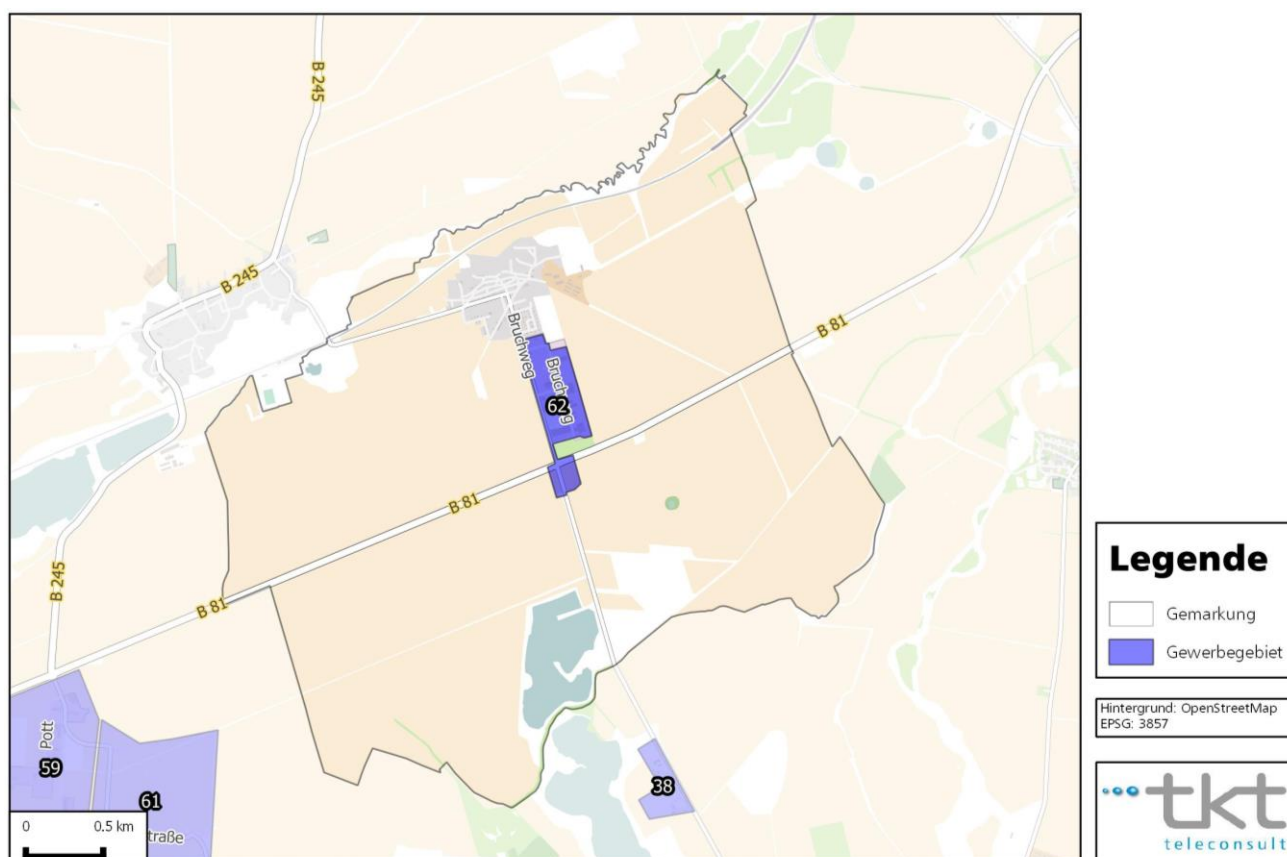 B 245
B 245
B 81
Bruchweg
Bruchweg
62
B 81
B 245
B 81
Pott
59
61
38
traße
0 0.5 km
Legende
Gemarkung
Gewerbegebiet
Hintergrund: OpenStreetMap
EPSG: 3857
tkt
teleconsult